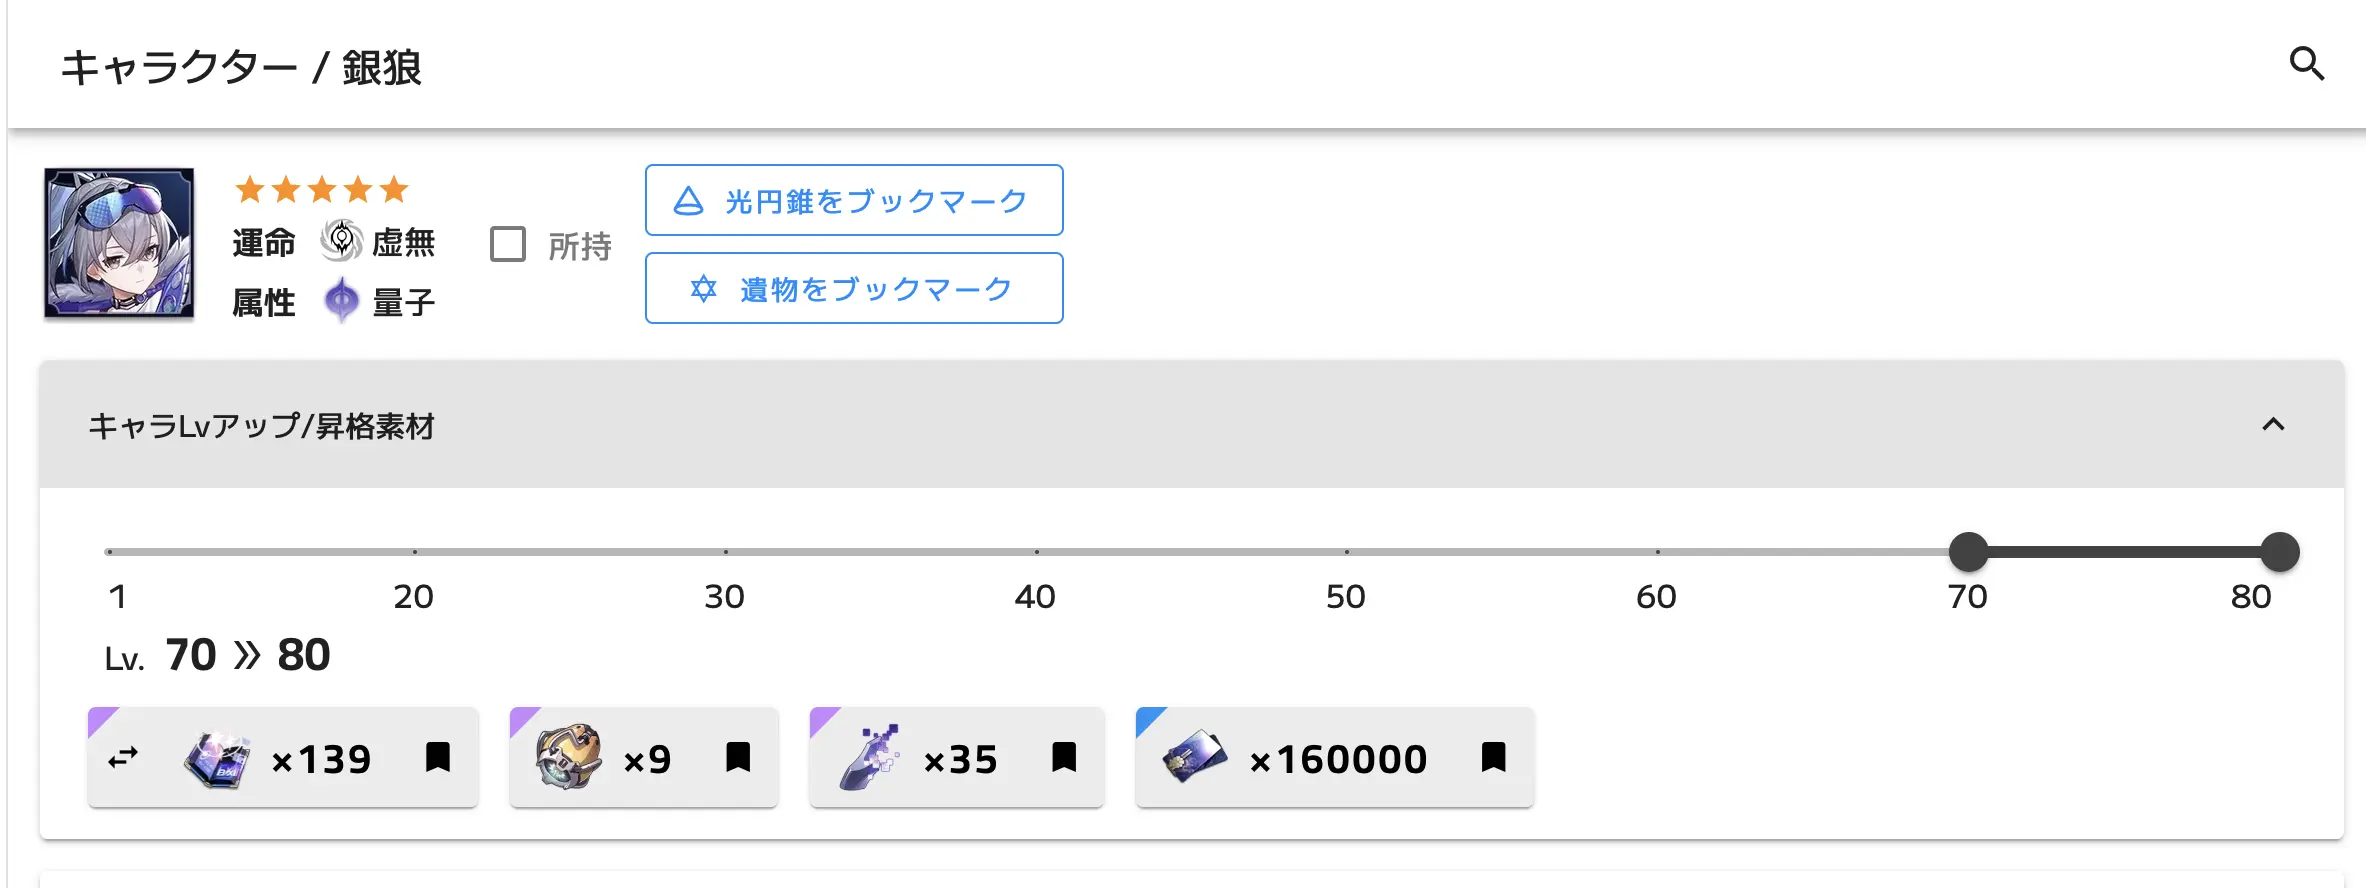 キャラクター / 銀狼
運命 虚無
属性 量子
所持
光円錐をブックマーク
遺物をブックマーク
キャラLvアップ/昇格素材
1 20 30 40 50 60 70 80
Lv. 70 » 80
×139 ×9 ×35 ×160000